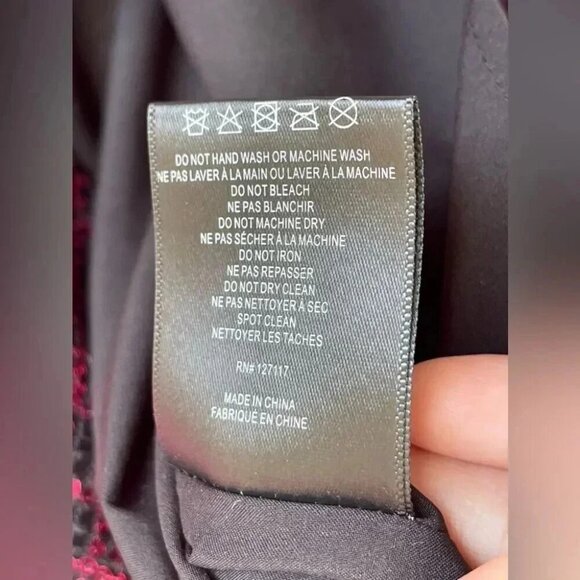 DO NOT HAND WASH OR MACHINE WASH
NE PAS LAVER À LA MAIN OU LAVER À LA MACHINE
DO NOT BLEACH
NE PAS BLANCHIR
DO NOT MACHINE DRY
NE PAS SÉCHER À LA MACHINE
DO NOT IRON
NE PAS REPASSER
DO NOT DRY CLEAN
NE PAS NETTOYER À SEC
SPOT CLEAN
NETTOYER LES TÂCHES
RN# 127117
MADE IN CHINA
FABRIQUÉ EN CHINE